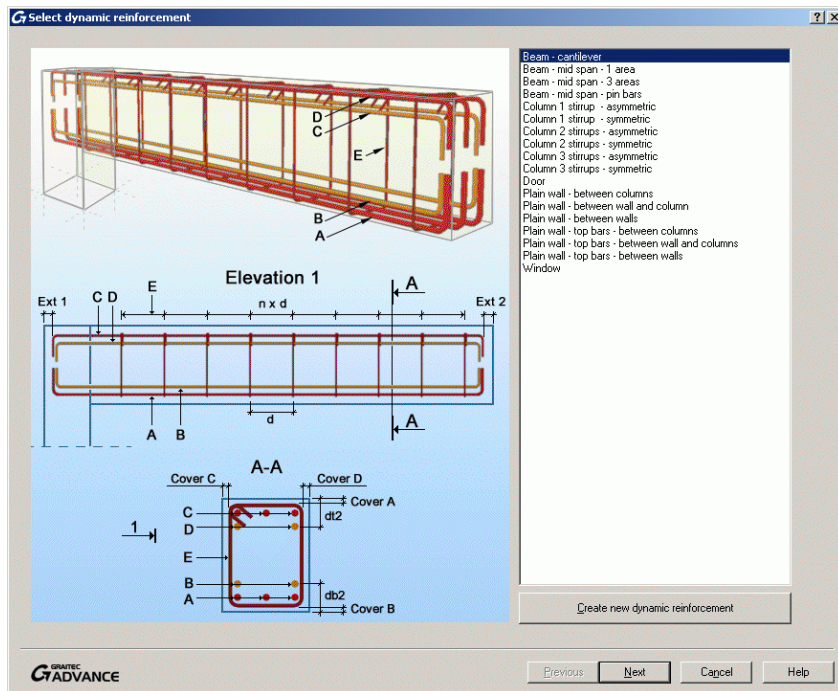 Select dynamic reinforcement
D
C
E
B
A
Elevation 1
E
n x d
A
Ext 1
C D
Ext 2
d
A
B
A
A-A
Cover C
Cover D
Cover A
C
dt2
D
1
E
B
db2
A
Cover B
Beam - cantilever
Beam - mid span - 1 area
Beam - mid span - 3 areas
Beam - mid span - pin bars
Column 1 stirrup - asymmetric
Column 1 stirrup - symmetric
Column 2 stirrups - asymmetric
Column 2 stirrups - symmetric
Column 3 stirrups - asymmetric
Column 3 stirrups - symmetric
Door
Plain wall - between columns
Plain wall - between wall and column
Plain wall - between walls
Plain wall - top bars - between columns
Plain wall - top bars - between wall and columns
Plain wall - top bars - between walls
Window
Create new dynamic reinforcement
GRAITEC
ADVANCE
Previous
Next
Cancel
Help